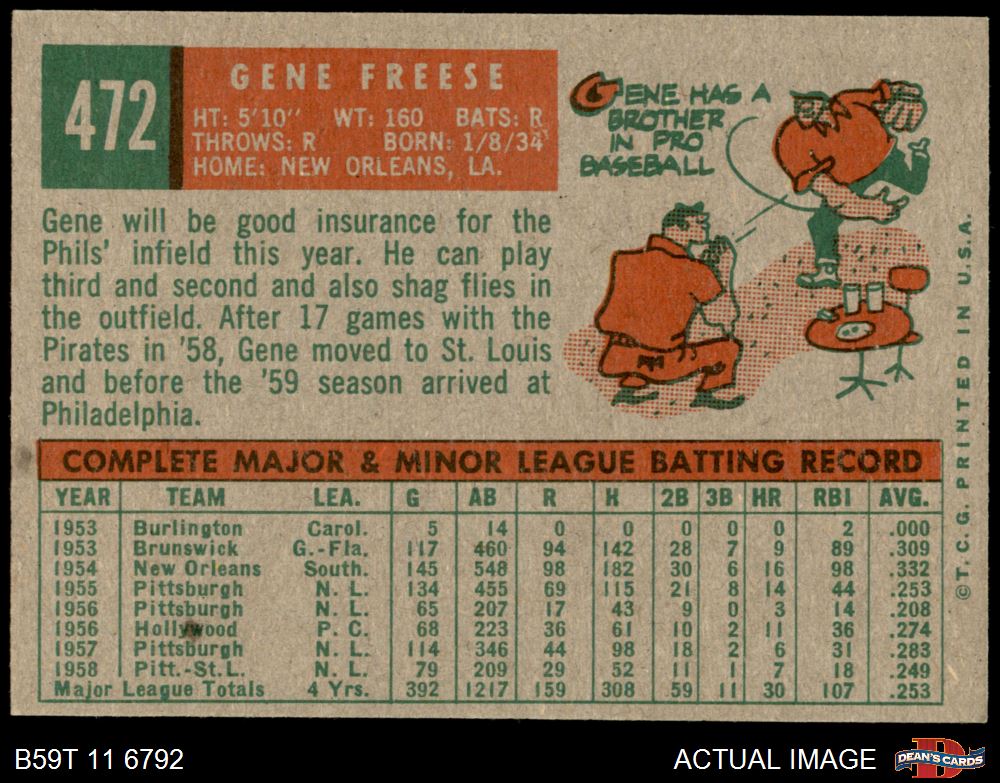 472
GENE FREESE
HT: 5'10" WT: 160 BATS: R
THROWS: R BORN: 1/8/34
HOME: NEW ORLEANS, LA.
GENE HAS A
BROTHER
IN PRO
BASEBALL
Gene will be good insurance for the
Phils' infield this year. He can play
third and second and also shag flies in
the outfield. After 17 games with the
Pirates in '58, Gene moved to St. Louis
and before the '59 season arrived at
Philadelphia.
COMPLETE MAJOR & MINOR LEAGUE BATTING RECORD
YEAR TEAM LEA. G AB R H 2B 3B HR RBI AVG.
1953 Burlington Carol. 5 14 0 0 0 0 0 2 .000
1953 Brunswick G.-Fla. 117 460 94 142 28 7 9 89 .309
1954 New Orleans South. 145 548 98 182 30 6 16 98 .332
1955 Pittsburgh N. L. 134 455 69 115 21 8 14 44 .253
1956 Pittsburgh N. L. 65 207 17 43 9 0 3 14 .208
1956 Hollywood P. C. 68 223 36 61 10 2 11 36 .274
1957 Pittsburgh N. L. 114 346 44 98 18 2 6 31 .283
1958 Pitt.-St.L. N. L. 79 209 29 52 11 1 7 18 .249
Major League Totals 4 Yrs. 392 1217 159 308 59 11 30 107 .253
© T. C. G. PRINTED IN U.S.A.
B59T 11 6792
ACTUAL IMAGE
D
DEAN'S CARDS